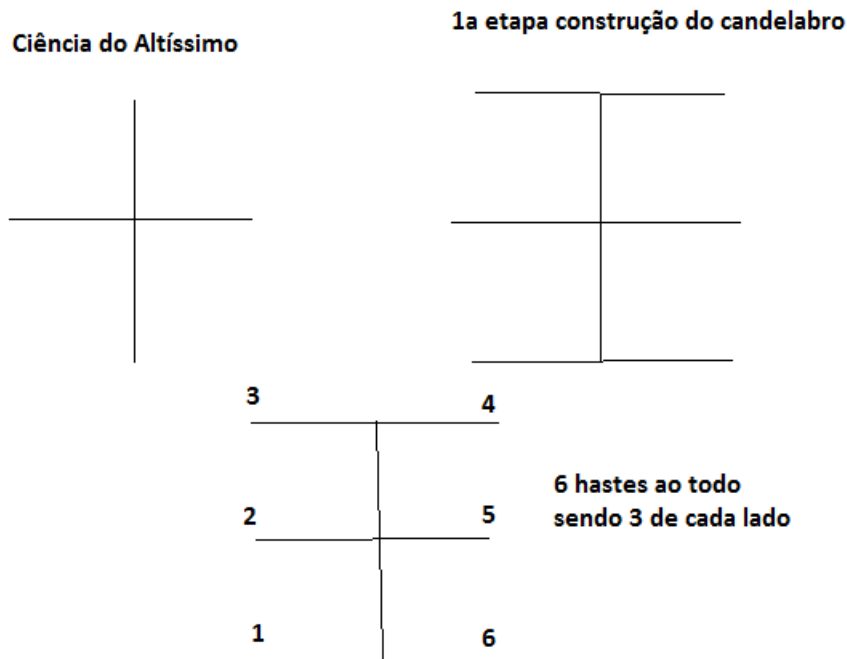 Ciência do Altíssimo
1a etapa construção do candelabro
3
4
2
5
6 hastes ao todo
sendo 3 de cada lado
1
6